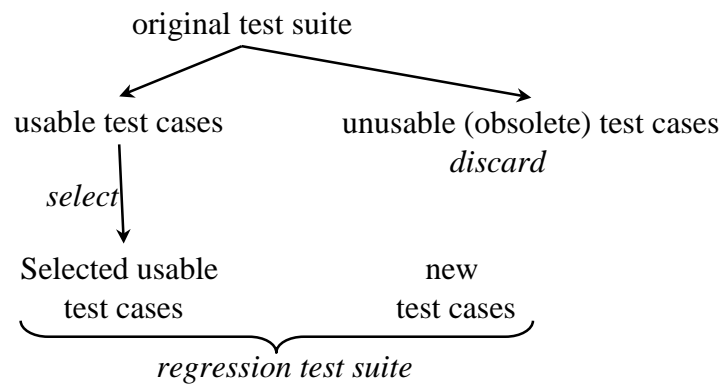 original test suite
usable test cases
unusable (obsolete) test cases
discard
select
Selected usable
test cases
new
test cases
regression test suite